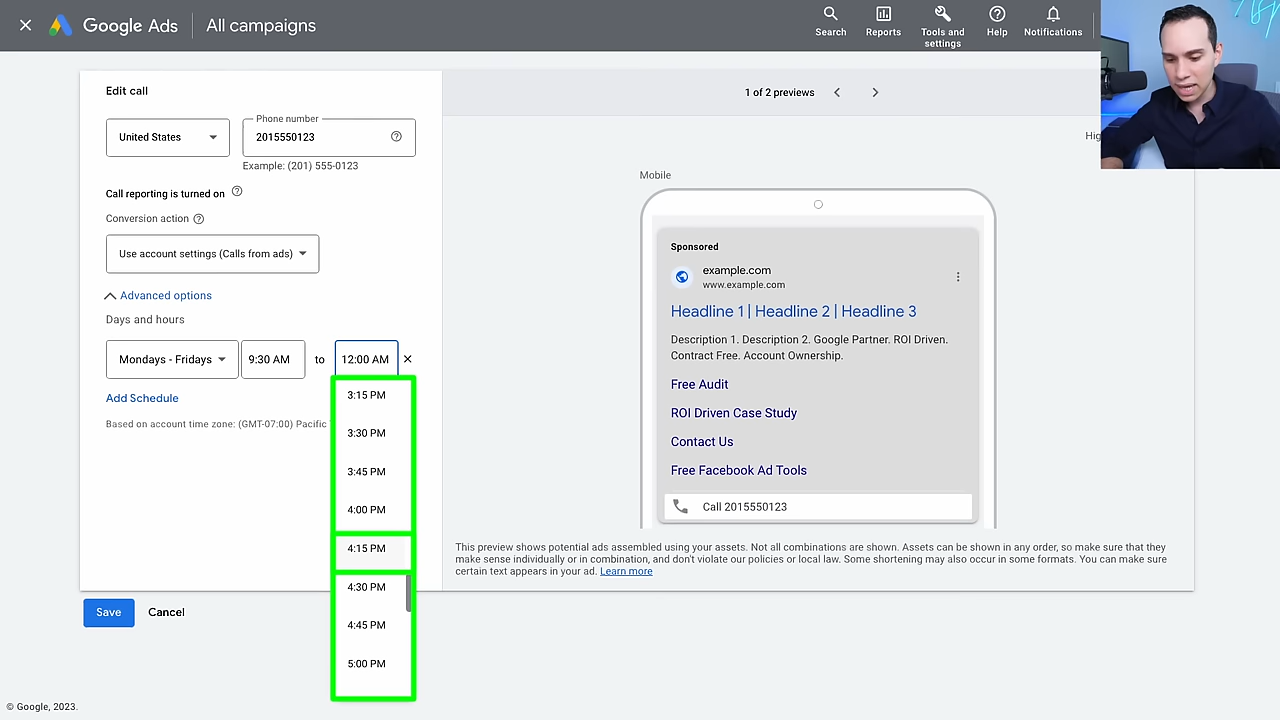 Google Ads
All campaigns
Search
Reports
Tools and
settings
Help
Notifications
Edit call
1 of 2 previews
United States
Phone number
2015550123
Example: (201) 555-0123
Call reporting is turned on
Conversion action
Use account settings (Calls from ads)
Advanced options
Days and hours
Mondays - Fridays
9:30 AM
to
12:00 AM
Add Schedule
Based on account time zone: (GMT-07:00) Pacific
3:15 PM
3:30 PM
3:45 PM
4:00 PM
4:15 PM
4:30 PM
4:45 PM
5:00 PM
Save
Cancel
Mobile
Sponsored
example.com
www.example.com
Headline 1 | Headline 2 | Headline 3
Description 1. Description 2. Google Partner. ROI Driven.
Contract Free. Account Ownership.
Free Audit
ROI Driven Case Study
Contact Us
Free Facebook Ad Tools
Call 2015550123
This preview shows potential ads assembled using your assets. Not all combinations are shown. Assets can be shown in any order, so make sure that they
make sense individually or in combination, and don't violate our policies or local law. Some shortening may also occur in some formats. You can make sure
certain text appears in your ad. Learn more
© Google, 2023.